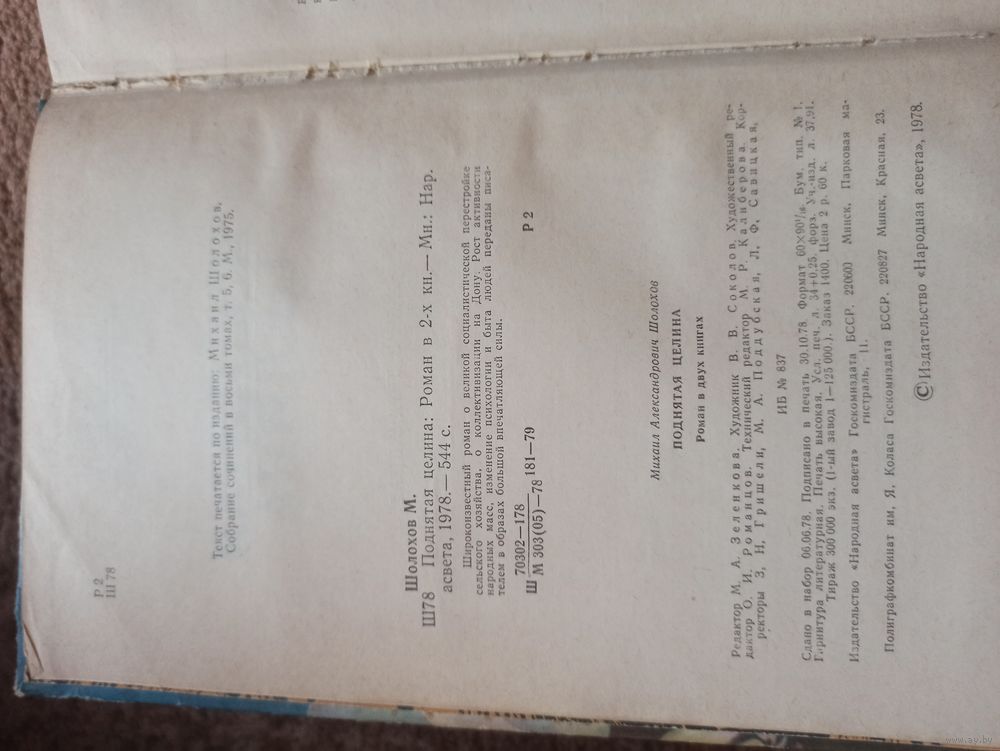 Р 2
Ш 78
Текст печатается по изданию: Михаил Шолохов.
Собрание сочинений в восьми томах, т. 5, 6. М., 1975.
Шолохов М.
Ш78 Поднятая целина: Роман в 2-х кн.— Мн.: Нар.
асвета, 1978.— 544 с.
Широкоизвестный роман о великой социалистической перестройке
сельского хозяйства, о коллективизации на Дону. Рост активности
народных масс, изменение психологии и быта людей переданы писа-
телем в образах большой впечатляющей силы.
Ш 70302—178 181—79 Р 2
М 303(05)—78
Михаил Александрович Шолохов
ПОДНЯТАЯ ЦЕЛИНА
Роман в двух книгах
Редактор М. А. Зеленкова. Художник В. В. Соколов. Художественный ре-
дактор О. И. Романцов. Технический редактор М. Р. Калиберова. Кор-
ректоры З. Н. Гришели, М. А. Поддубская, Л. Ф. Савицкая.
ИБ № 837
Сдано в набор 06.06.78. Подписано в печать 30.10.78. Формат 60×90¹/₁₆. Бум. тип. № 1.
Гарнитура литературная. Печать высокая. Усл. печ. л. 34+0,25. форз. Уч.-изд. л. 37,91.
Тираж 300 000 экз. (1-ый завод 1—125 000). Заказ 1400. Цена 2 р. 60 к.
Издательство «Народная асвета» Госкомиздата БССР. 220600 Минск, Парковая ма-
гистраль, 11.
Полиграфкомбинат им. Я. Коласа Госкомиздата БССР. 220827 Минск, Красная, 23.
© Издательство «Народная асвета», 1978.
www.ay.by